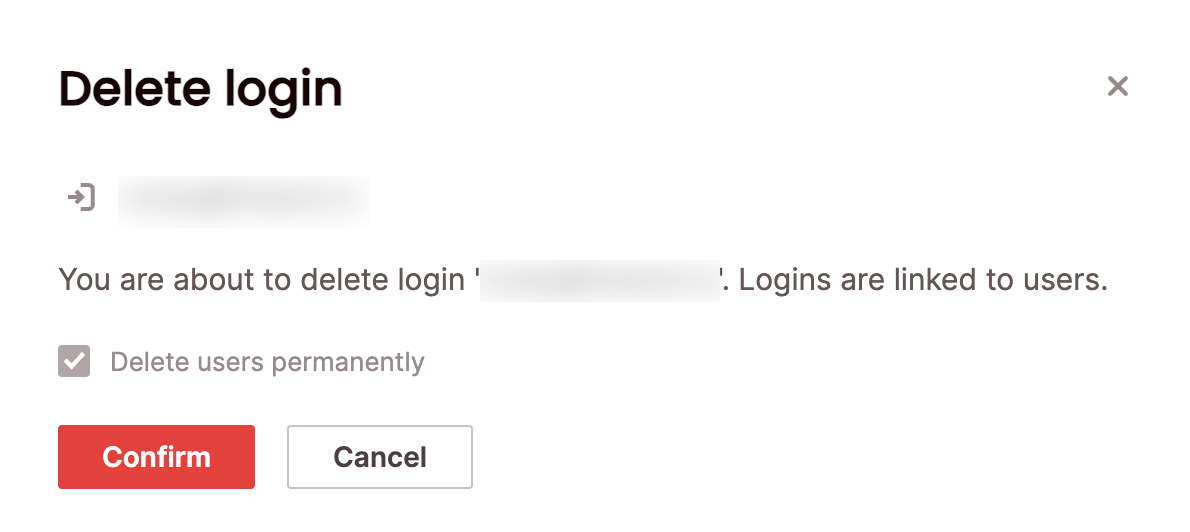 Delete login
You are about to delete login ' '. Logins are linked to users.
Delete users permanently
Confirm
Cancel